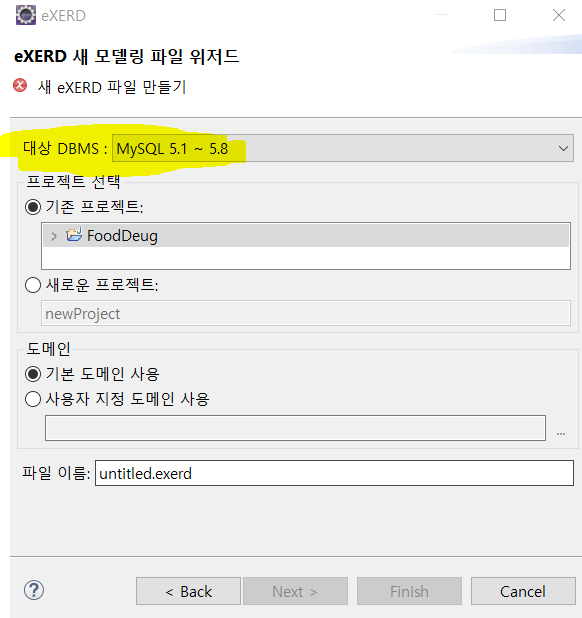 eXERD
eXERD 새 모델링 파일 위저드
새 eXERD 파일 만들기
대상 DBMS : MySQL 5.1 ~ 5.8
프로젝트 선택
기존 프로젝트:
> FoodDeug
새로운 프로젝트:
newProject
도메인
기본 도메인 사용
사용자 지정 도메인 사용
...
파일 이름: untitled.exerd
? < Back Next > Finish Cancel